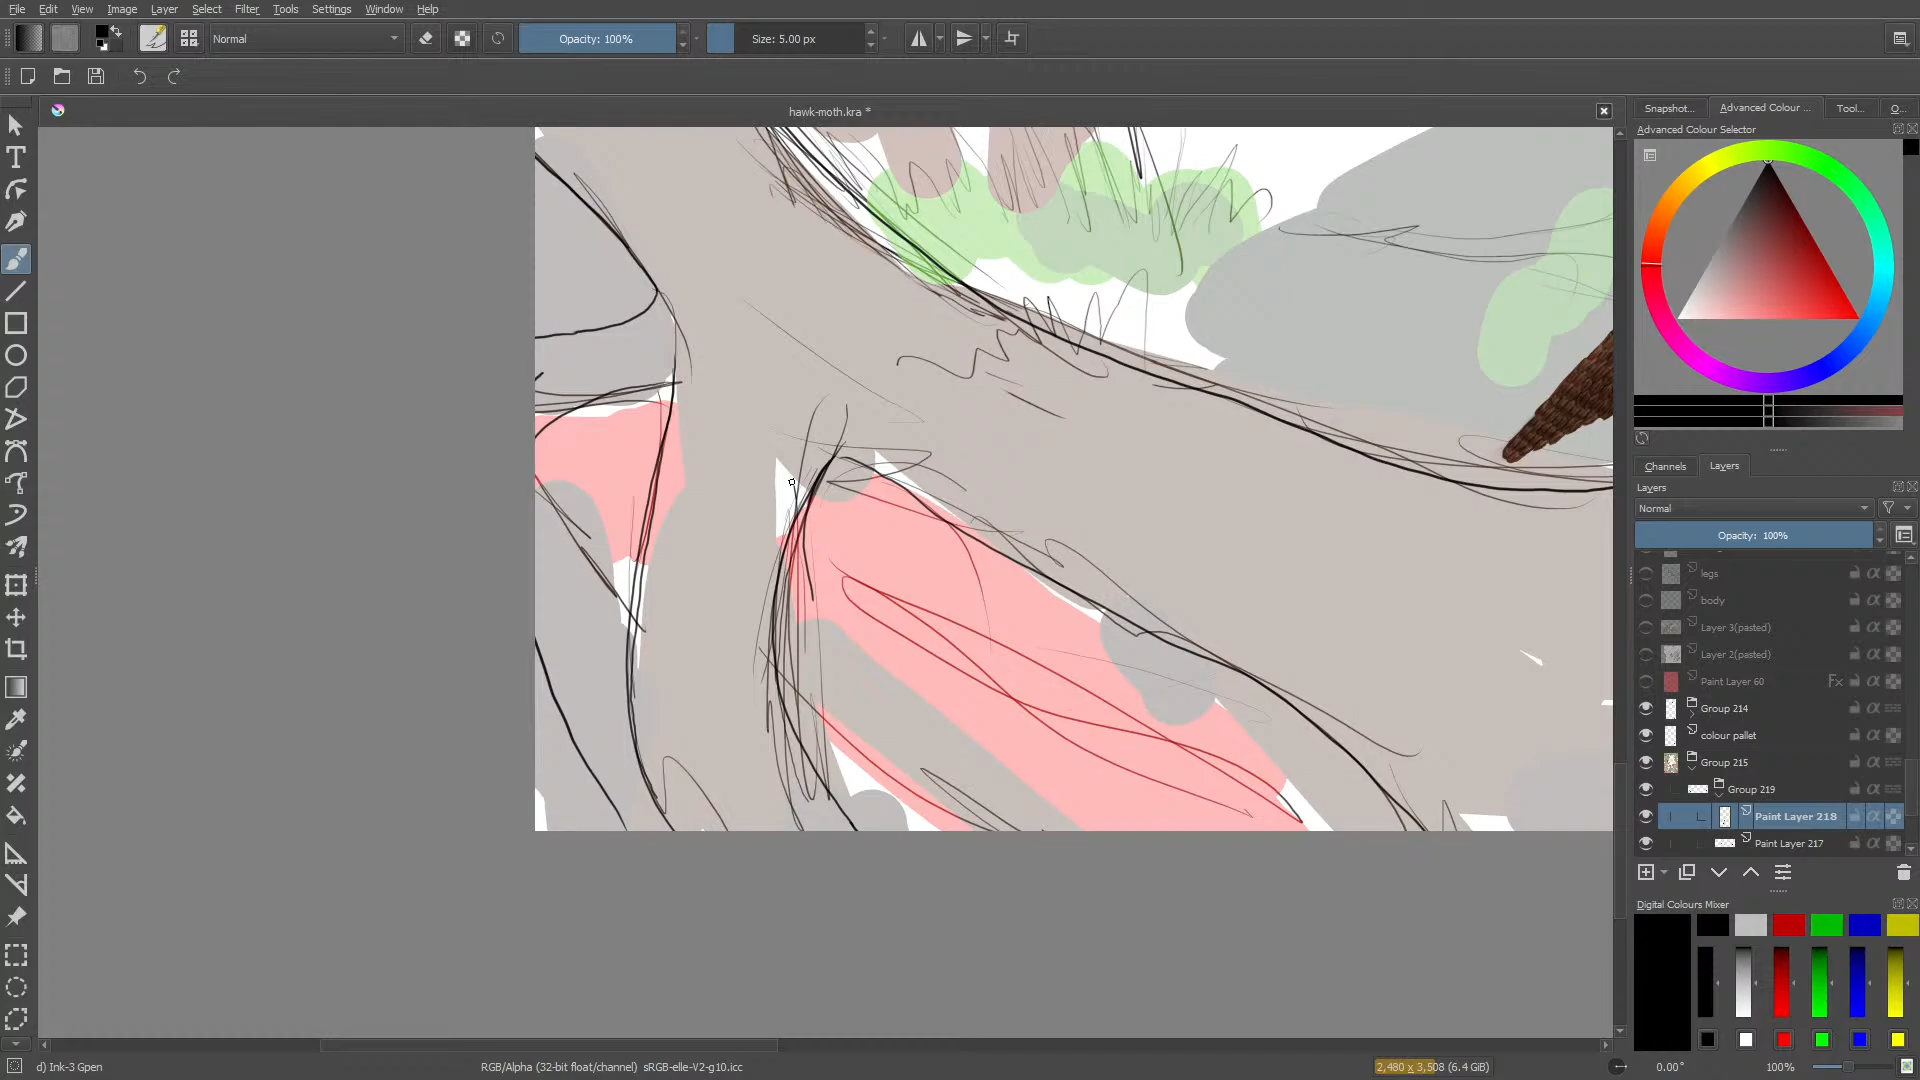 File Edit View Image Layer Select Filter Tools Settings Window Help
Normal Opacity: 100% Size: 5.00 px
hawk-moth.kra *
Snapshot... Advanced Colour ... Tool... O...
Advanced Colour Selector
Channels Layers
Layers
Normal
Opacity: 100%
legs
body
Layer 3(pasted)
Layer 2(pasted)
Paint Layer 60 Fx
Group 214
colour pallet
Group 215
Group 219
Paint Layer 218
Paint Layer 217
Digital Colours Mixer
d) Ink-3 Gpen RGB/Alpha (32-bit float/channel) sRGB-elle-V2-g10.icc 2,480 x 3,508 (6.4 GiB) 0.00° 100%